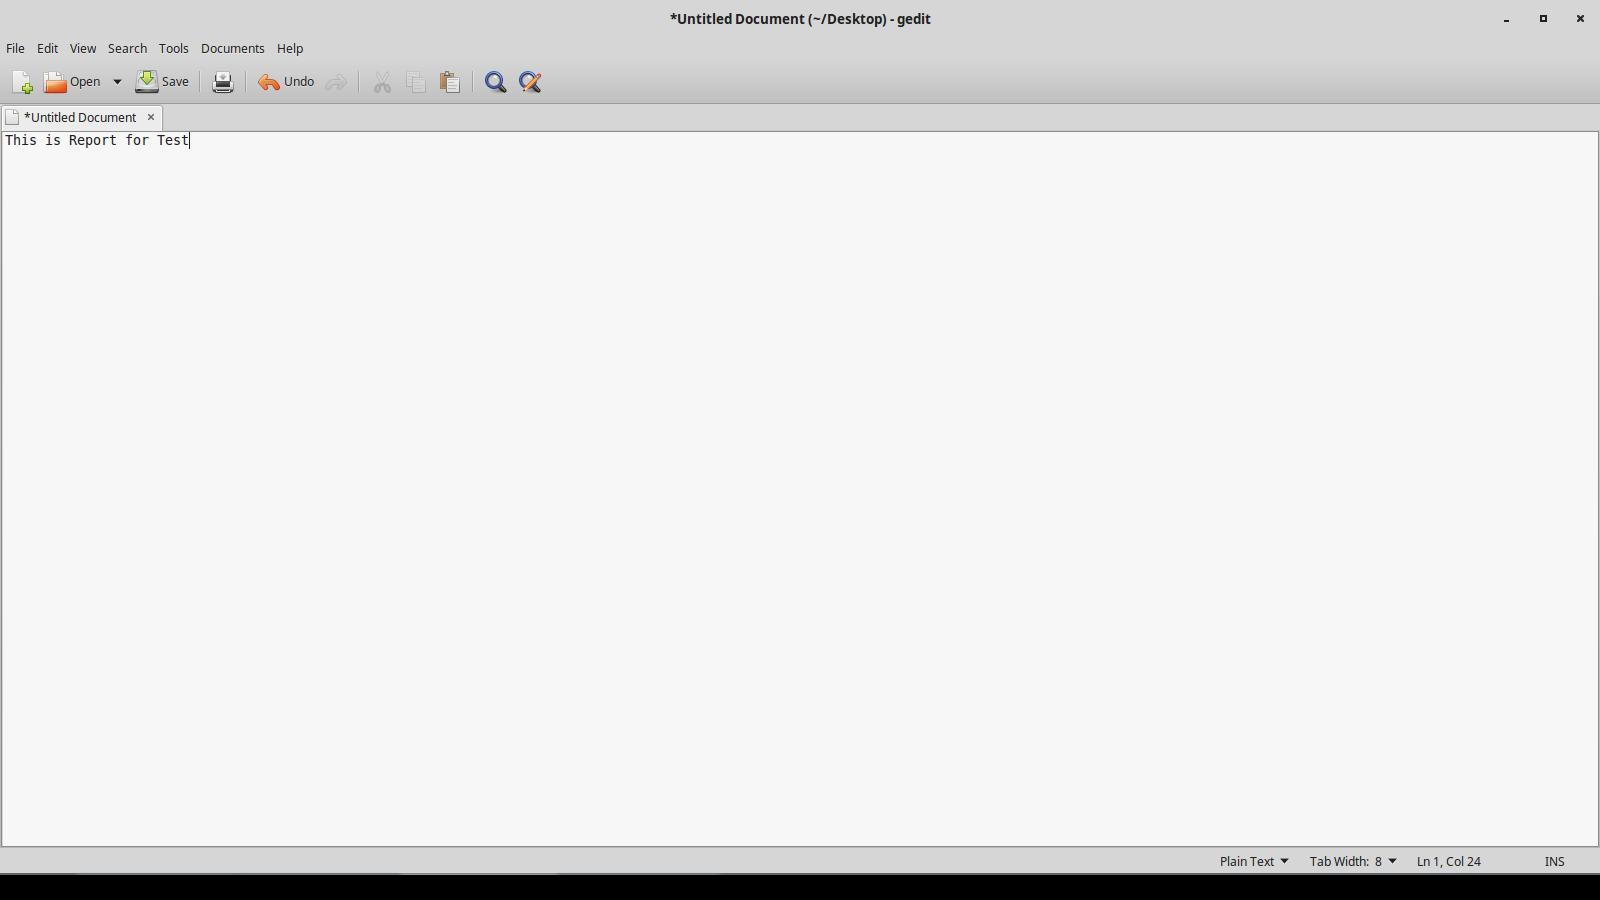 *Untitled Document (~/Desktop) - gedit
File Edit View Search Tools Documents Help
Open Save Undo
*Untitled Document
This is Report for Test
Plain Text Tab Width: 8 Ln 1, Col 24 INS